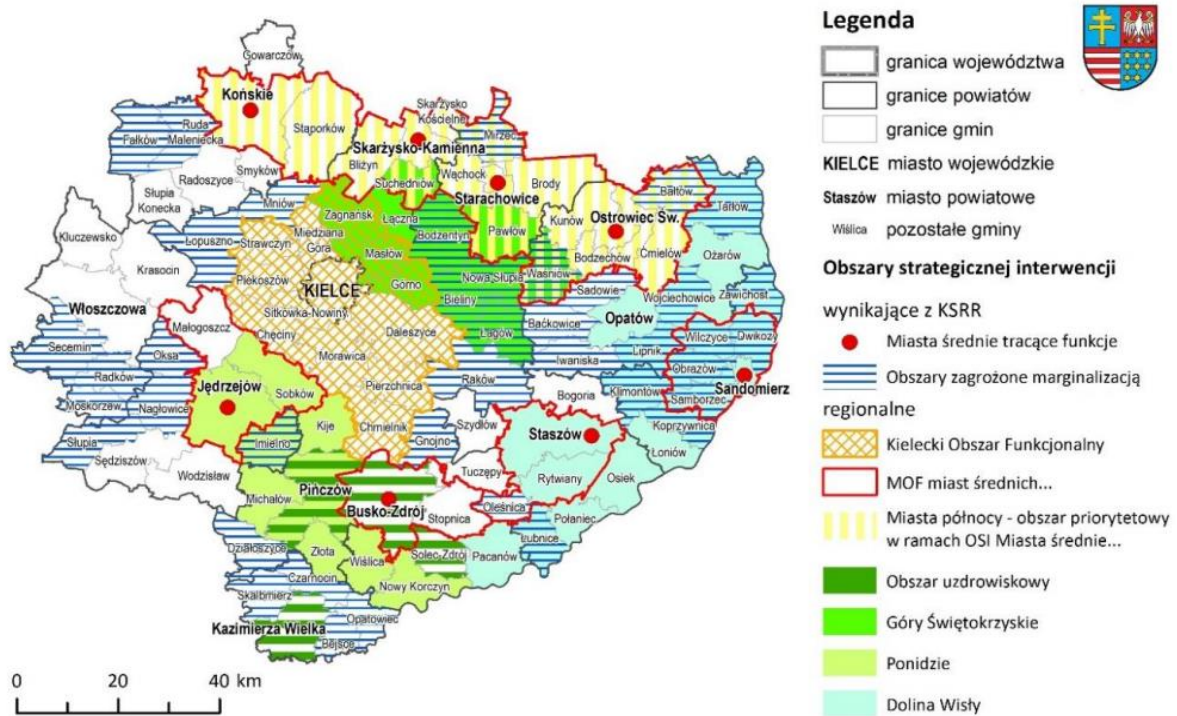 Gowarczów
Końskie
Skarżysko
Kościelne
Ruda
Maleniecka
Fałków
Stąporków
Mirzec
Skarżysko-Kamienna
Smyków
Bliżyn
Radoszyce
Wąchock
Brody
Suchedniów
Bałtów
Słupia
Konecka
Mniów
Starachowice
Tarłów
Zagnańsk
Łączna
Kunów
Ostrowiec Św.
Kluczewsko
Łopuszno
Strawczyn
Miedziana
Góra
Bodzentyn
Pawłów
Ćmielów
Masłów
Bodzechów
Ożarów
Krasocin
Piekoszów
Nowa Słupia
Waśniów
KIELCE
Górno
Sadowie
Wojciechowice
Zawichost
Bieliny
Włoszczowa
Sitkówka-Nowiny
Opatów
Małogoszcz
Chęciny
Daleszyce
Łagów
Baćkowice
Wilczyce
Dwikozy
Secemin
Oksa
Morawica
Iwaniska
Lipnik
Obrazów
Radków
Jędrzejów
Sobków
Pierzchnica
Raków
Klimontów
Sandomierz
Moskorzew
Nagłowice
Bogoria
Samborzec
Kije
Chmielnik
Szydłów
Staszów
Koprzywnica
Słupia
Imielno
Gnojno
Łoniów
Sędziszów
Wodzisław
Tuczępy
Rytwiany
Osiek
Michałów
Pińczów
Busko-Zdrój
Stopnica
Oleśnica
Połaniec
Działoszyce
Złota
Wiślica
Solec-Zdrój
Pacanów
Łubnice
Czarnocin
Nowy Korczyn
Skalbmierz
Opatowiec
Kazimierza Wielka
Bejsce
0 20 40 km
Legenda
granica województwa
granice powiatów
granice gmin
KIELCE miasto wojewódzkie
Staszów miasto powiatowe
Wiślica pozostałe gminy
Obszary strategicznej interwencji
wynikające z KSRR
Miasta średnie tracące funkcje
Obszary zagrożone marginalizacją
regionalne
Kielecki Obszar Funkcjonalny
MOF miast średnich...
Miasta północy - obszar priorytetowy
w ramach OSI Miasta średnie...
Obszar uzdrowiskowy
Góry Świętokrzyskie
Ponidzie
Dolina Wisły